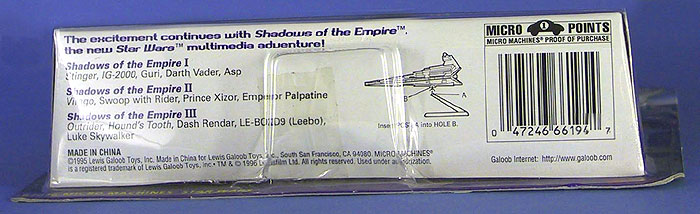 The excitement continues with Shadows of the Empire™,
the new Star Wars™ multimedia adventure!
Shadows of the Empire I
Stinger, IG-2000, Guri, Darth Vader, Asp
Shadows of the Empire II
Virago, Swoop with Rider, Prince Xizor, Emperor Palpatine
Shadows of the Empire III
Outrider, Hound's Tooth, Dash Rendar, LE-BO2D9 (Leebo),
Luke Skywalker
MADE IN CHINA
©1995 Lewis Galoob Toys, Inc. Made in China for Lewis Galoob Toys, Inc., South San Francisco, CA 94080. MICRO MACHINES®
is a registered trademark of Lewis Galoob Toys, Inc. • TM & © 1996 Lucasfilm Ltd. All rights reserved. Used under authorization.
B
A
Insert POST A into HOLE B.
MICRO 1 POINTS
MICRO MACHINES® PROOF OF PURCHASE
0 47246 66194 7
Galoob Internet: http://www.galoob.com